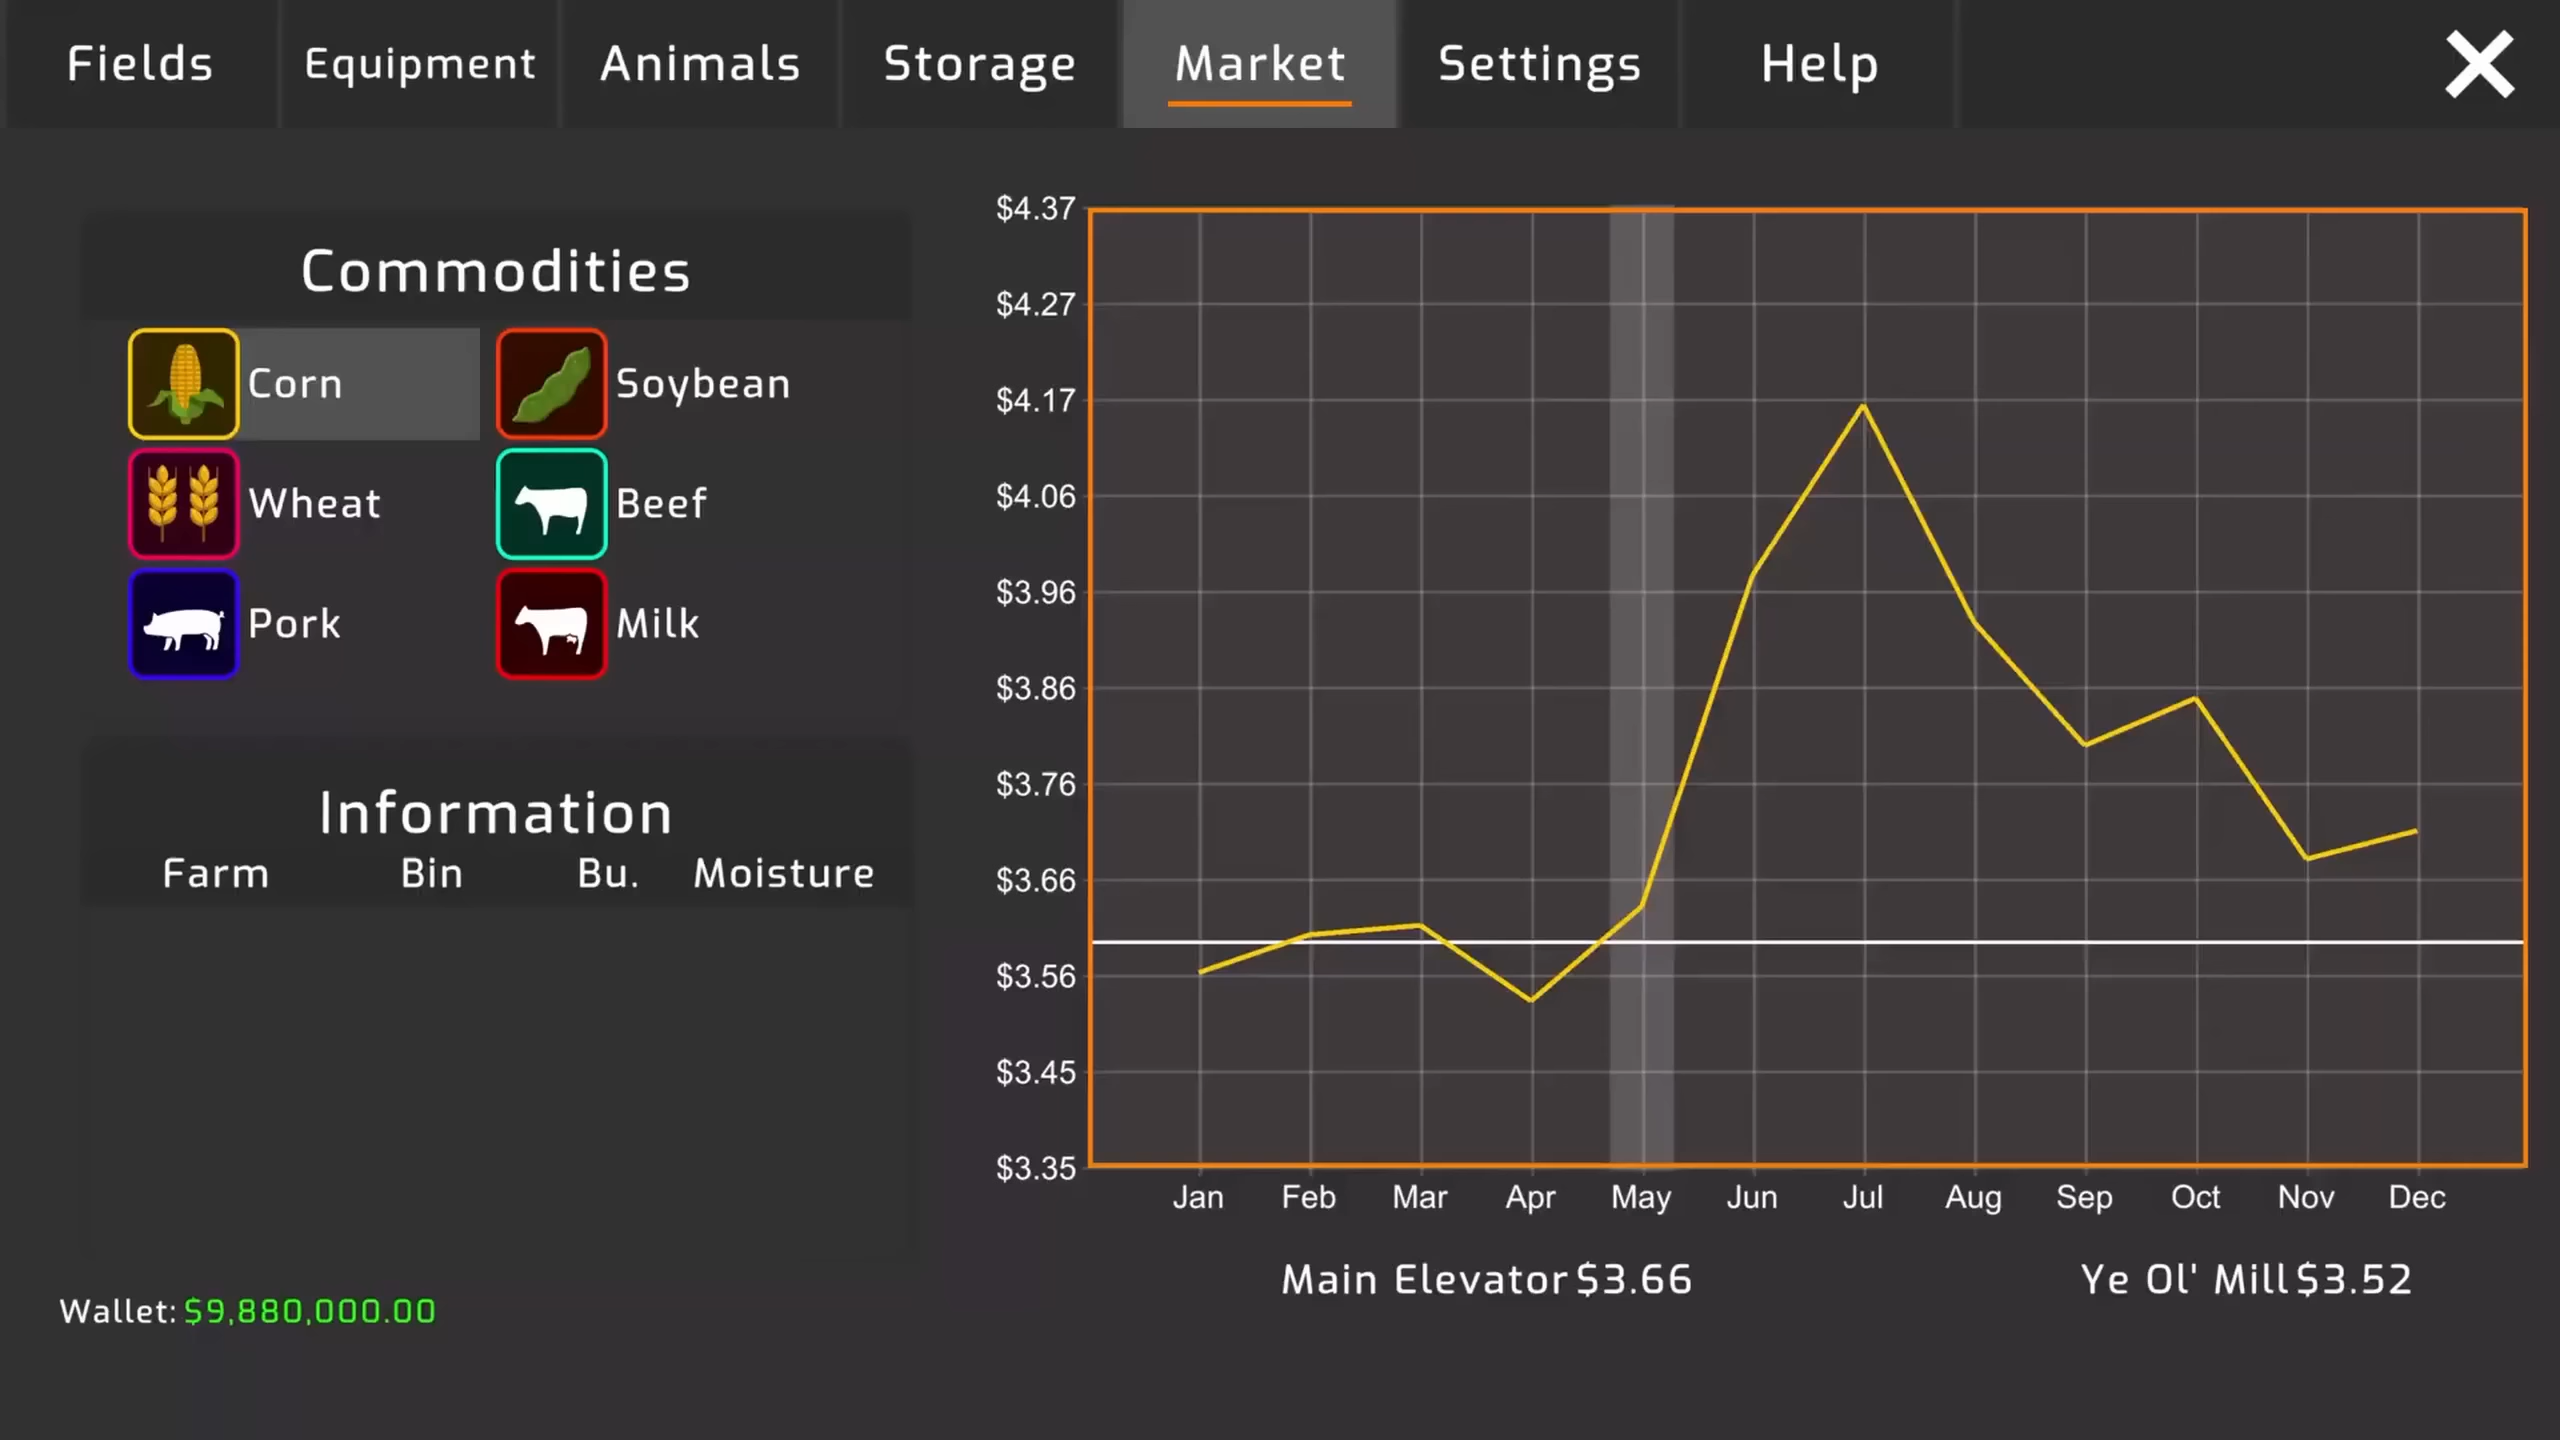 Fields Equipment Animals Storage Market Settings Help
Commodities
Corn Soybean
Wheat Beef
Pork Milk
Information
Farm Bin Bu. Moisture
Wallet: $9,880,000.00
$4.37
$4.27
$4.17
$4.06
$3.96
$3.86
$3.76
$3.66
$3.56
$3.45
$3.35
Jan Feb Mar Apr May Jun Jul Aug Sep Oct Nov Dec
Main Elevator $3.66 Ye Ol' Mill $3.52